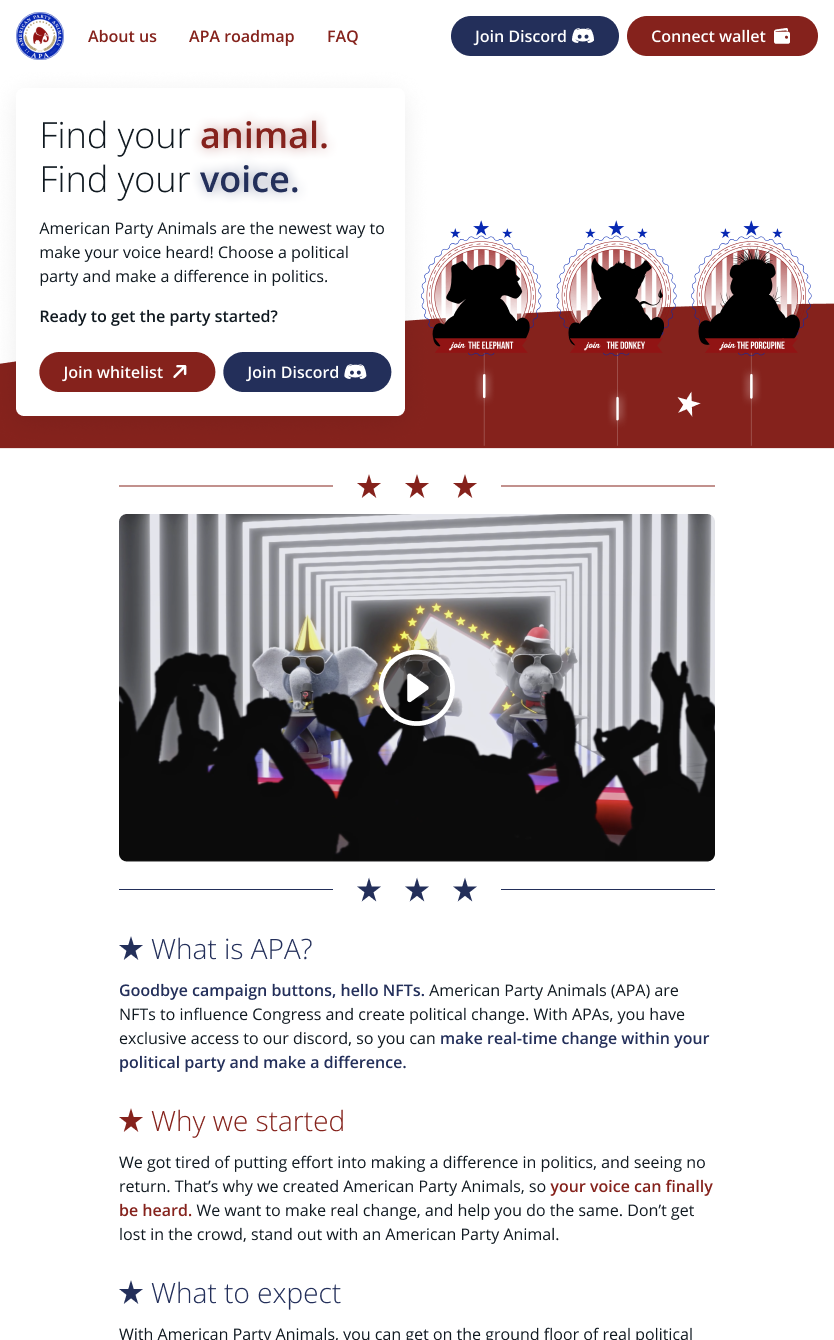 AMERICAN PARTY ANIMALS
APA
About us
APA roadmap
FAQ
Join Discord
Connect wallet
Find your animal.
Find your voice.
American Party Animals are the newest way to
make your voice heard! Choose a political
party and make a difference in politics.
Ready to get the party started?
Join whitelist
Join Discord
join THE ELEPHANT
join THE DONKEY
join THE PORCUPINE
What is APA?
Goodbye campaign buttons, hello NFTs. American Party Animals (APA) are
NFTs to influence Congress and create political change. With APAs, you have
exclusive access to our discord, so you can make real-time change within your
political party and make a difference.
Why we started
We got tired of putting effort into making a difference in politics, and seeing no
return. That’s why we created American Party Animals, so your voice can finally
be heard. We want to make real change, and help you do the same. Don’t get
lost in the crowd, stand out with an American Party Animal.
What to expect
With American Party Animals, you can get on the ground floor of real political